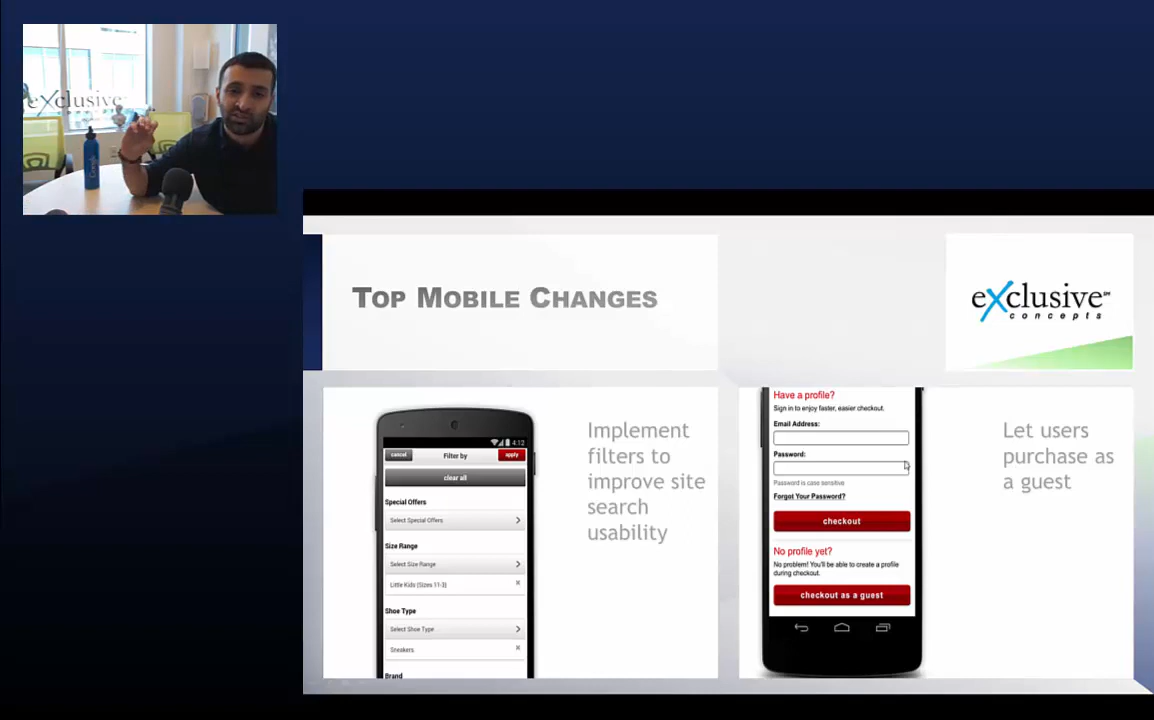 eXclusive
Google
TOP MOBILE CHANGES
eXclusive SM
concepts
4:12
cancel
Filter by
apply
clear all
Special Offers
Select Special Offers
Size Range
Select Size Range
Little Kids (Sizes 11-3)
Shoe Type
Select Shoe Type
Sneakers
Brand
Implement
filters to
improve site
search
usability
Have a profile?
Sign in to enjoy faster, easier checkout.
Email Address:
Password:
Password is case sensitive
Forgot Your Password?
checkout
No profile yet?
No problem! You'll be able to create a profile
during checkout.
checkout as a guest
Let users
purchase as
a guest